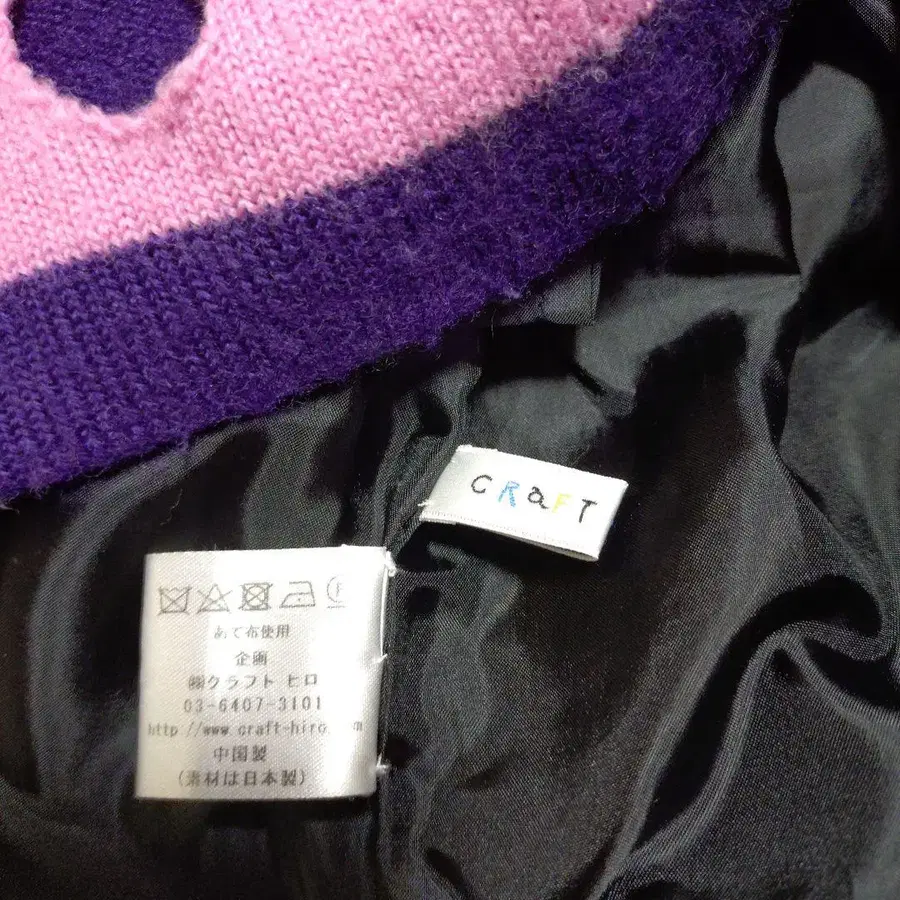 CRaFT
あて布使用
企画
㈱クラフト ヒロ
03-6407-3101
http://www.craft-hiro.com
中国製
(素材は日本製)